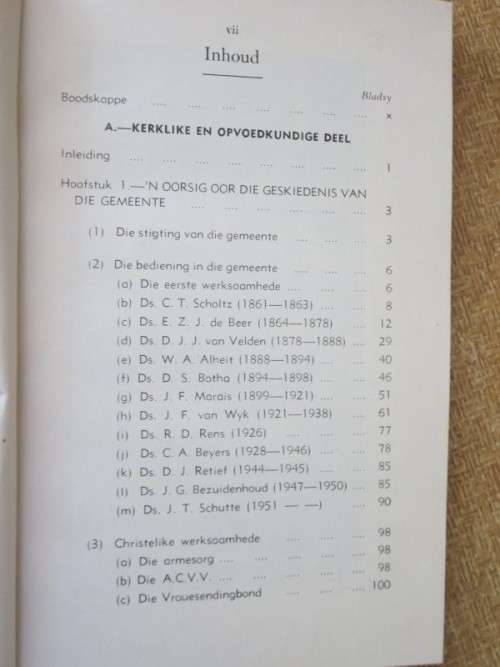 vii
Inhoud
Bladsy
Boodskappe .... .... .... .... .... .... .... x
A.—KERKLIKE EN OPVOEDKUNDIGE DEEL
Inleiding .... .... .... .... .... .... .... 1
Hoofstuk 1.—'N OORSIG OOR DIE GESKIEDENIS VAN
DIE GEMEENTE .... .... .... .... .... 3
(1) Die stigting van die gemeente .... .... .... 3
(2) Die bediening in die gemeente .... .... .... 6
(a) Die eerste werksaamhede .... .... .... 6
(b) Ds. C. T. Scholtz (1861—1863) .... .... 8
(c) Ds. E. Z. J. de Beer (1864—1878) .... 12
(d) Ds. D. J. J. van Velden (1878—1888) .... 29
(e) Ds. W. A. Alheit (1888—1894) .... .... 40
(f) Ds. D. S. Botha (1894—1898) .... .... 46
(g) Ds. J. F. Marais (1899—1921) .... .... 51
(h) Ds. J. F. van Wyk (1921—1938) .... 61
(i) Ds. R. D. Rens (1926) .... .... .... 77
(j) Ds. C. A. Beyers (1928—1946) .... .... 78
(k) Ds. D. J. Retief (1944—1945) .... .... 85
(l) Ds. J. G. Bezuidenhoud (1947—1950) .... 85
(m) Ds. J. T. Schutte (1951 — —) .... 90
(3) Christelike werksaamhede .... .... .... 98
(a) Die armesorg .... .... .... .... .... 98
(b) Die A.C.V.V. .... .... .... .... .... 98
(c) Die Vrouesendingbond .... .... .... 100